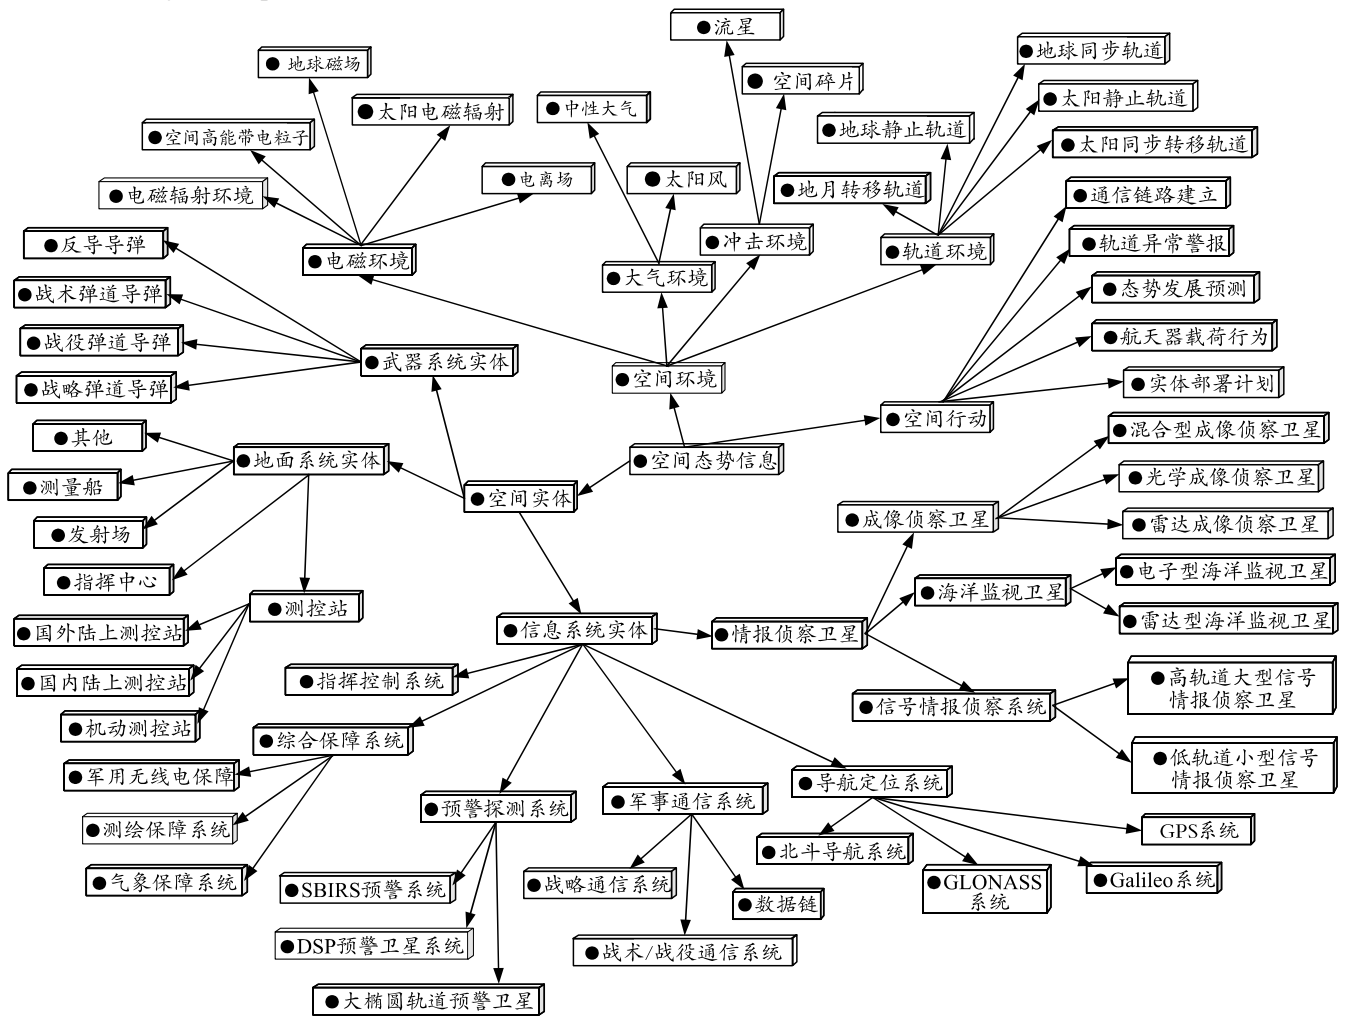 ●流星
●地球同步轨道
●地球磁场
●空间碎片
●太阳静止轨道
●太阳电磁辐射
●中性大气
●地球静止轨道
●空间高能带电粒子
●太阳同步转移轨道
●电离场
●太阳风
●地月转移轨道
●电磁辐射环境
●通信链路建立
●反导导弹
●电磁环境
●冲击环境
●轨道环境
●轨道异常警报
●大气环境
●战术弹道导弹
●态势发展预测
●战役弹道导弹
●航天器载荷行为
●武器系统实体
●空间环境
●战略弹道导弹
●实体部署计划
●空间行动
●其他
●混合型成像侦察卫星
●地面系统实体
●空间态势信息
●测量船
●空间实体
●光学成像侦察卫星
●成像侦察卫星
●雷达成像侦察卫星
●发射场
●指挥中心
●电子型海洋监视卫星
●海洋监视卫星
●测控站
●雷达型海洋监视卫星
●国外陆上测控站
●信息系统实体
●情报侦察卫星
●国内陆上测控站
●指挥控制系统
●高轨道大型信号
情报侦察卫星
●信号情报侦察系统
●机动测控站
●综合保障系统
●低轨道小型信号
情报侦察卫星
●军用无线电保障
●导航定位系统
●预警探测系统
●军事通信系统
●测绘保障系统
GPS系统
●北斗导航系统
●气象保障系统
●SBIRS预警系统
●战略通信系统
●GLONASS
系统
●Galileo系统
●数据链
●DSP预警卫星系统
●战术/战役通信系统
●大椭圆轨道预警卫星